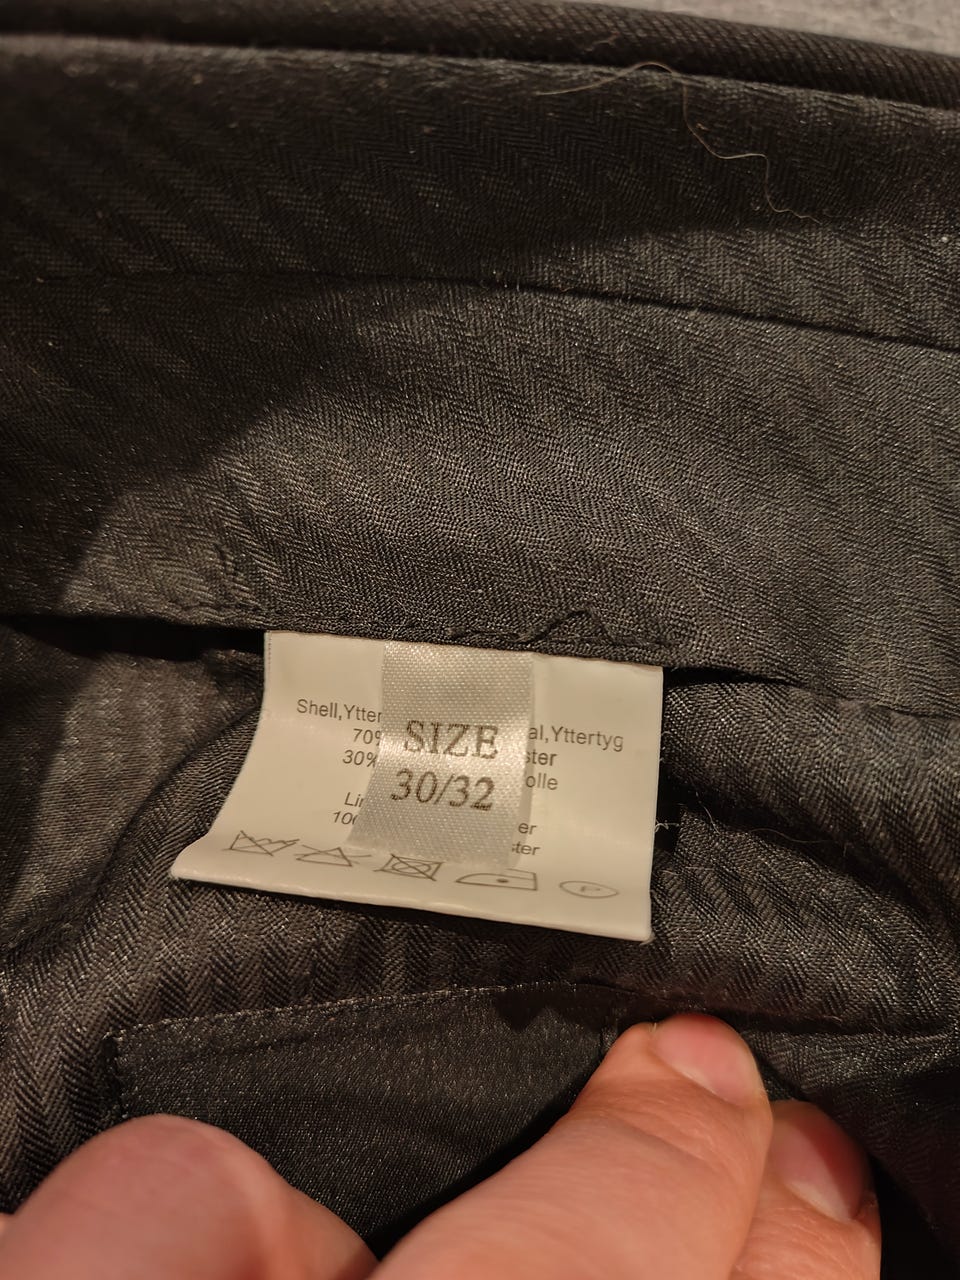 Shell,Ytter
al,Yttertyg
70%
ster
30%
olle
Lin
er
100
ster
SIZE
30/32
P